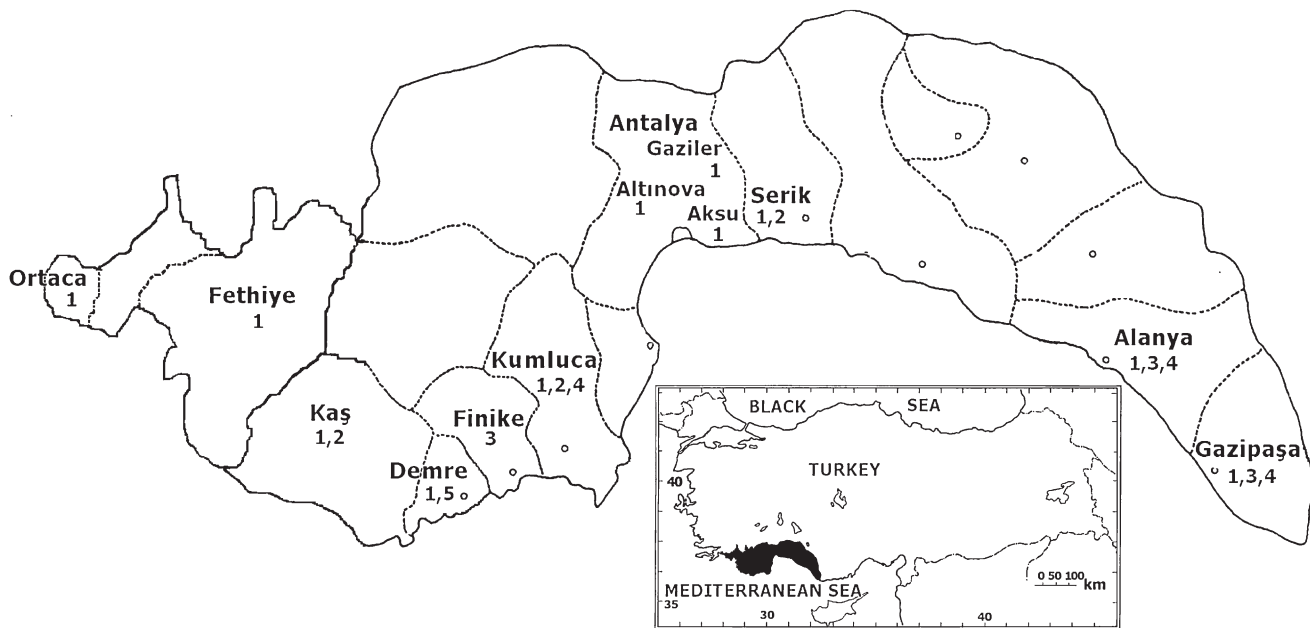 Antalya
Gaziler
1
Altınova
1
Aksu
1
Serik
1,2
Ortaca
1
Fethiye
1
Kumluca
1,2,4
Kaş
1,2
Finike
3
Demre
1,5
Alanya
1,3,4
Gazipaşa
1,3,4
BLACK SEA
TURKEY
40
MEDITERRANEAN SEA
0 50 100 km
35
30
40